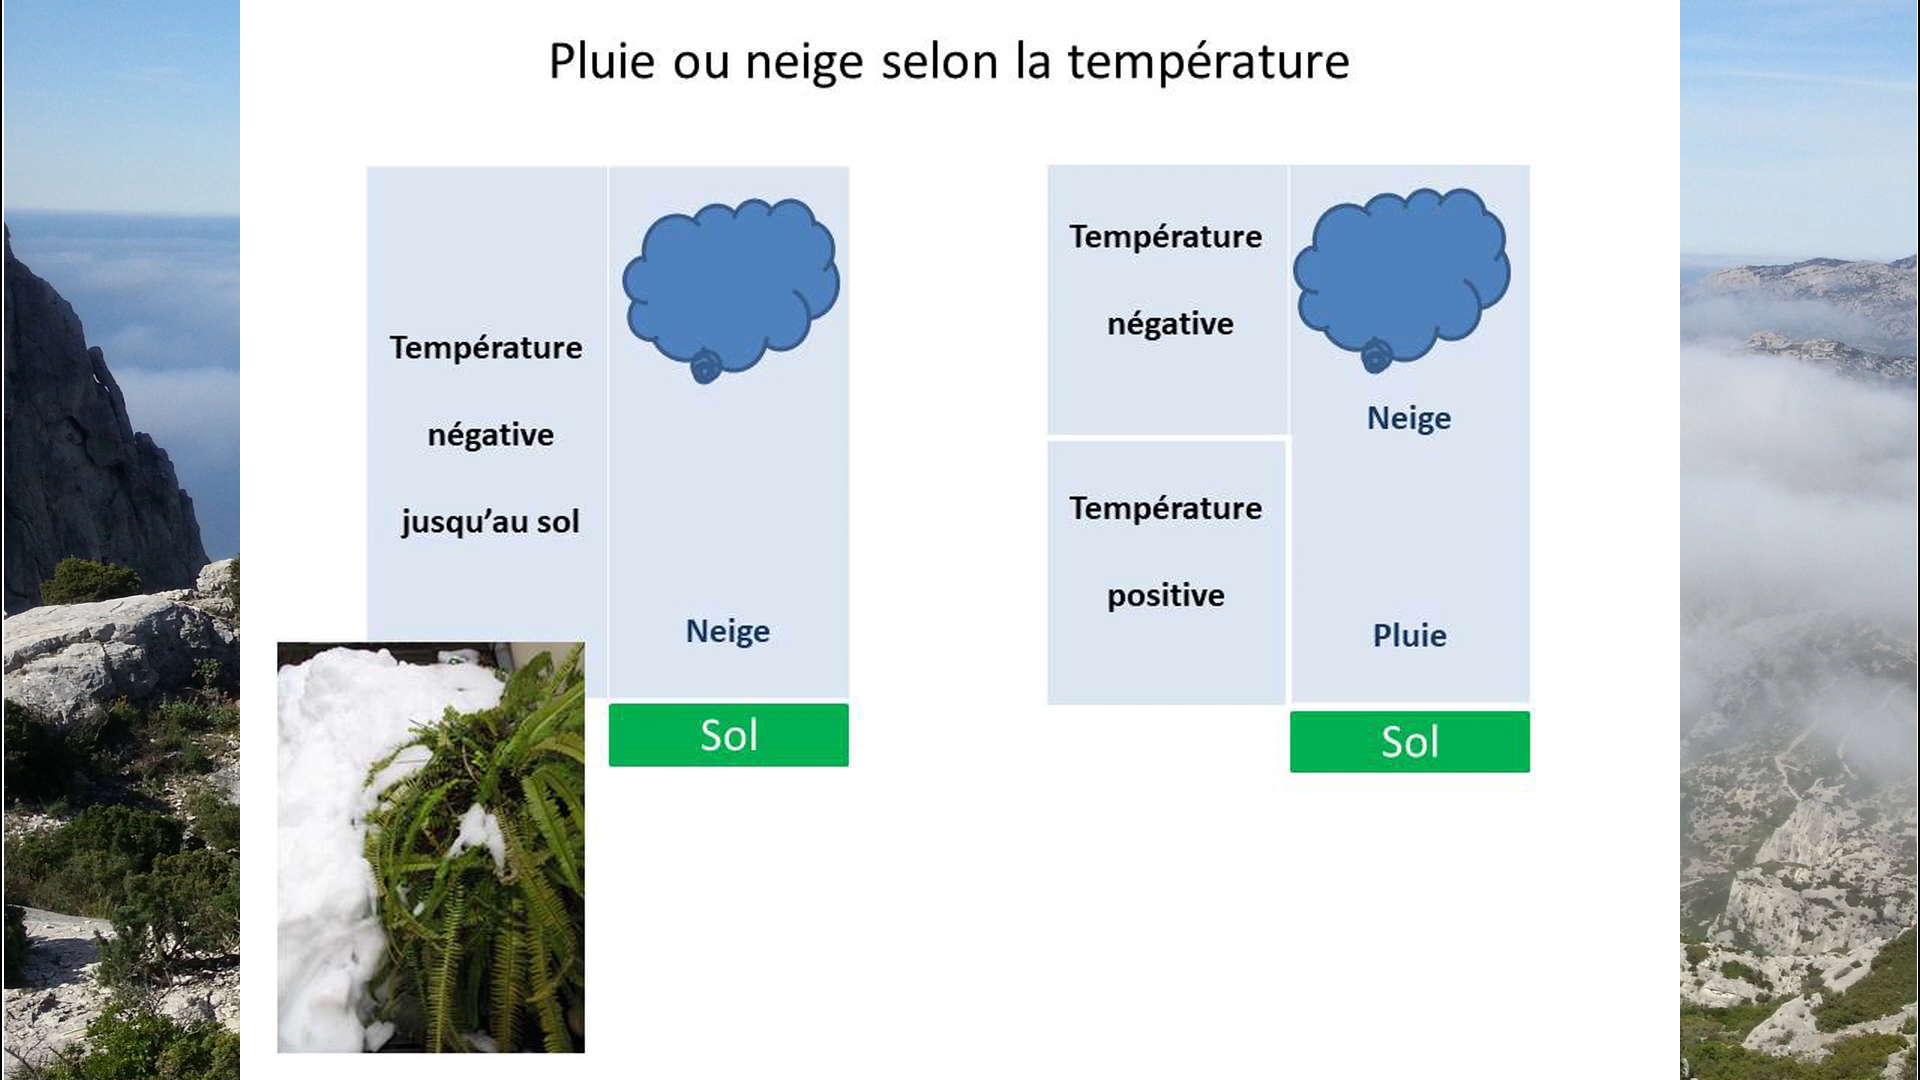 Pluie ou neige selon la température
Température
négative
jusqu’au sol
Neige
Sol
Température
négative
Neige
Température
positive
Pluie
Sol